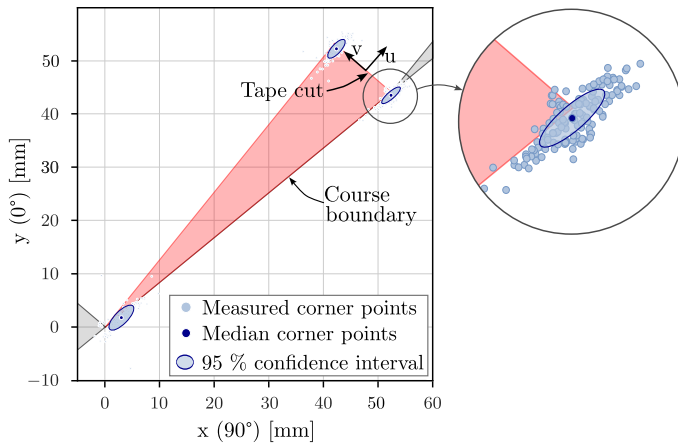 50
40
30
20
10
0
−10
y (0°) [mm]
0
10
20
30
40
50
60
x (90°) [mm]
v
u
Tape cut
Course
boundary
Measured corner points
Median corner points
95 % confidence interval